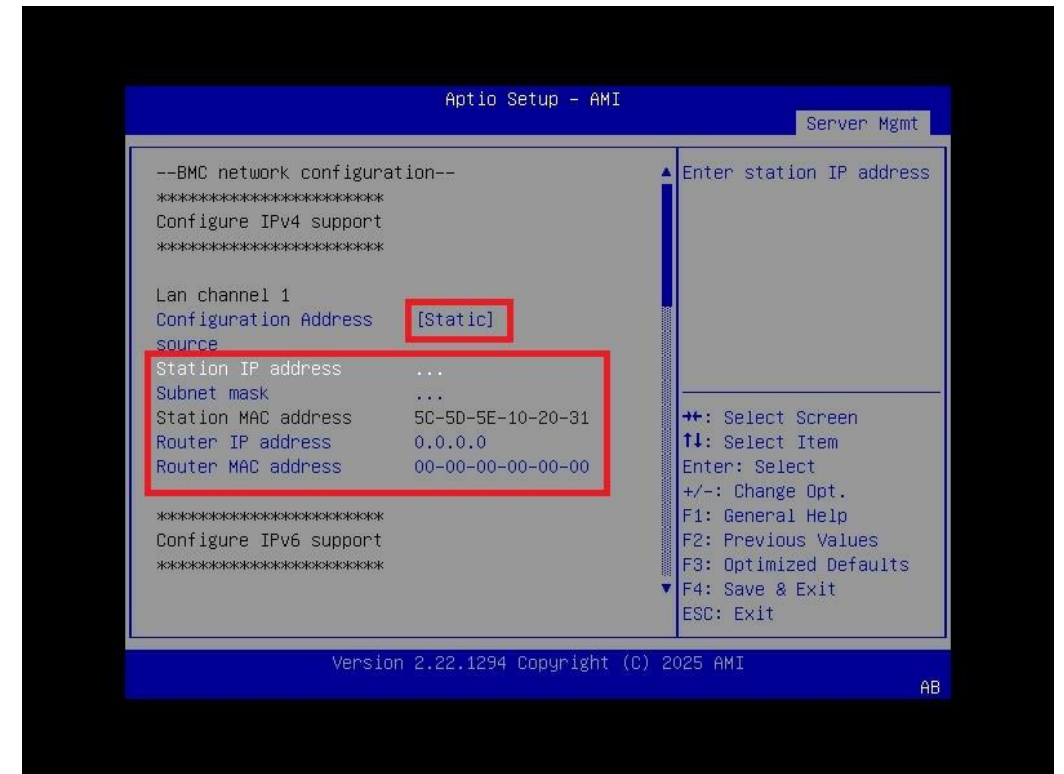 Aptio Setup - AMI
Server Mgmt
--BMC network configuration--
**********************
Configure IPv4 support
**********************
Lan channel 1
Configuration Address [Static]
source
Station IP address ...
Subnet mask ...
Station MAC address 5C-5D-5E-10-20-31
Router IP address 0.0.0.0
Router MAC address 00-00-00-00-00-00
**********************
Configure IPv6 support
**********************
Enter station IP address
→←: Select Screen
↑↓: Select Item
Enter: Select
+/-: Change Opt.
F1: General Help
F2: Previous Values
F3: Optimized Defaults
F4: Save & Exit
ESC: Exit
Version 2.22.1294 Copyright (C) 2025 AMI
AB